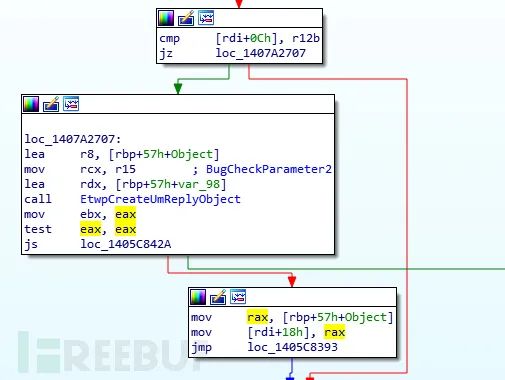 cmp [rdi+0Ch], r12b
jz loc_1407A2707
loc_1407A2707:
lea r8, [rbp+57h+Object]
mov rcx, r15 ; BugCheckParameter2
lea rdx, [rbp+57h+var_98]
call EtwpCreateUmReplyObject
mov ebx, eax
test eax, eax
js loc_1405C842A
mov rax, [rbp+57h+Object]
mov [rdi+18h], rax
jmp loc_1405C8393